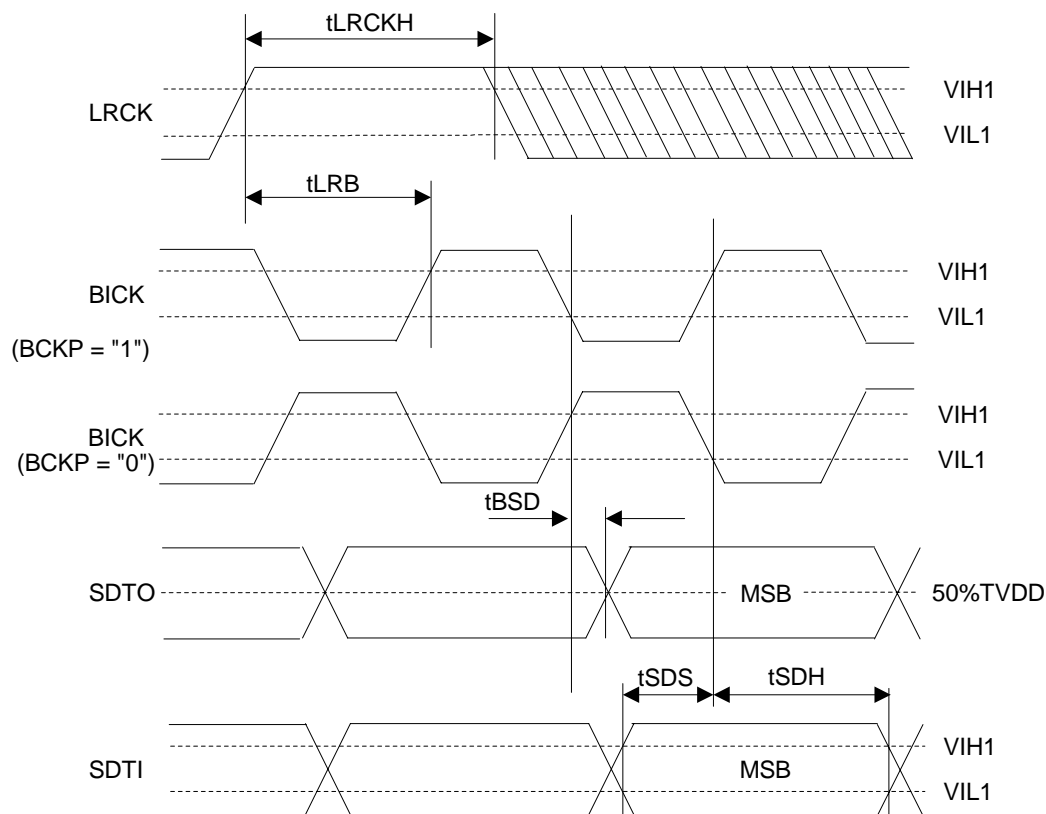 tLRCKH
LRCK
VIH1
VIL1
tLRB
BICK
(BCKP = "1")
VIH1
VIL1
BICK
(BCKP = "0")
VIH1
VIL1
tBSD
SDTO
MSB
50%TVDD
tSDS
tSDH
SDTI
MSB
VIH1
VIL1